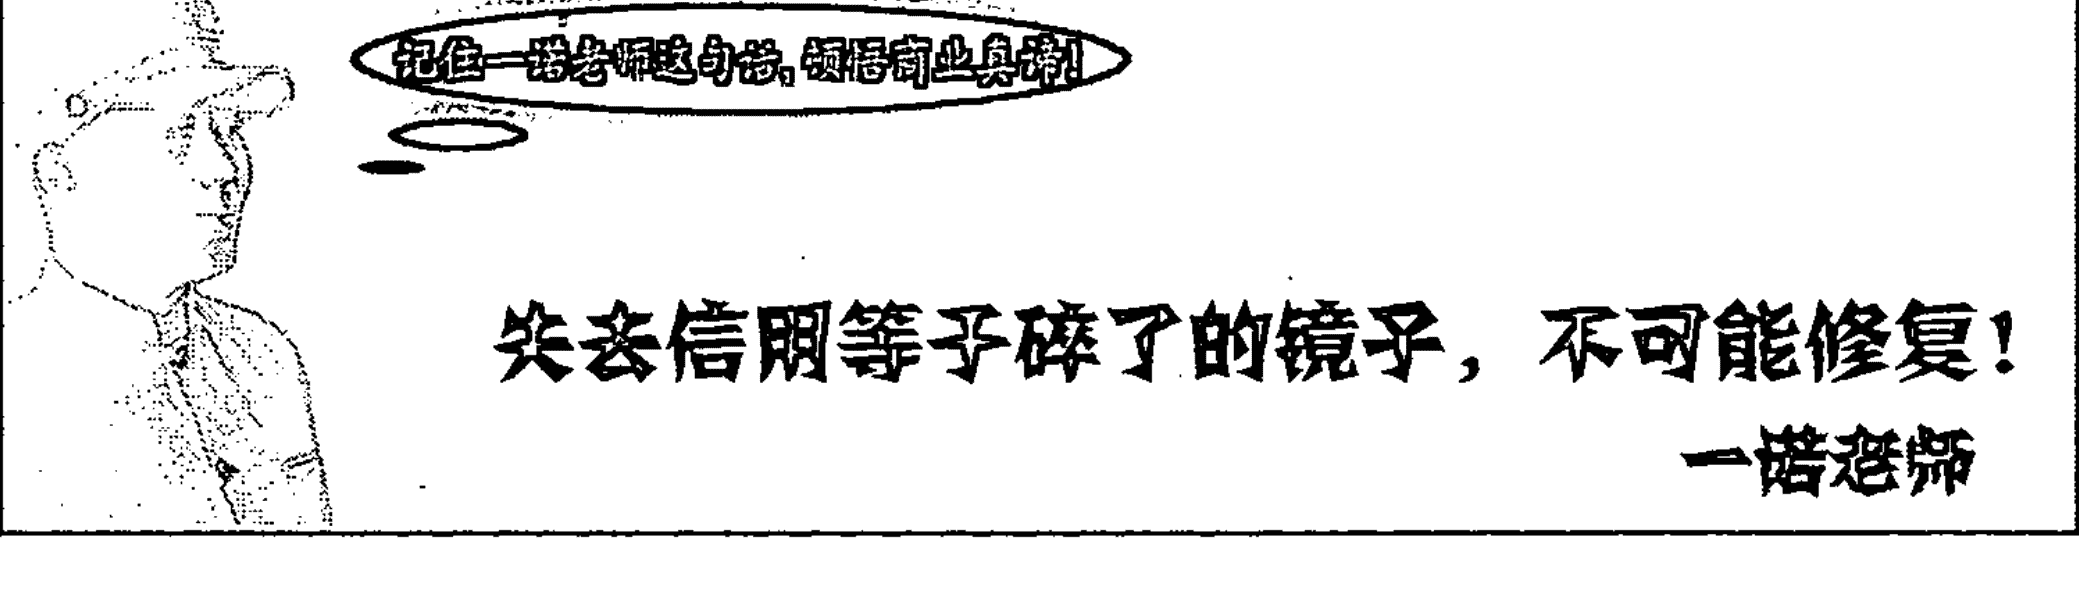 记住一诺老师这句话,领悟商业真谛!
失去信用等于碎了的镜子，不可能修复！
一诺老师